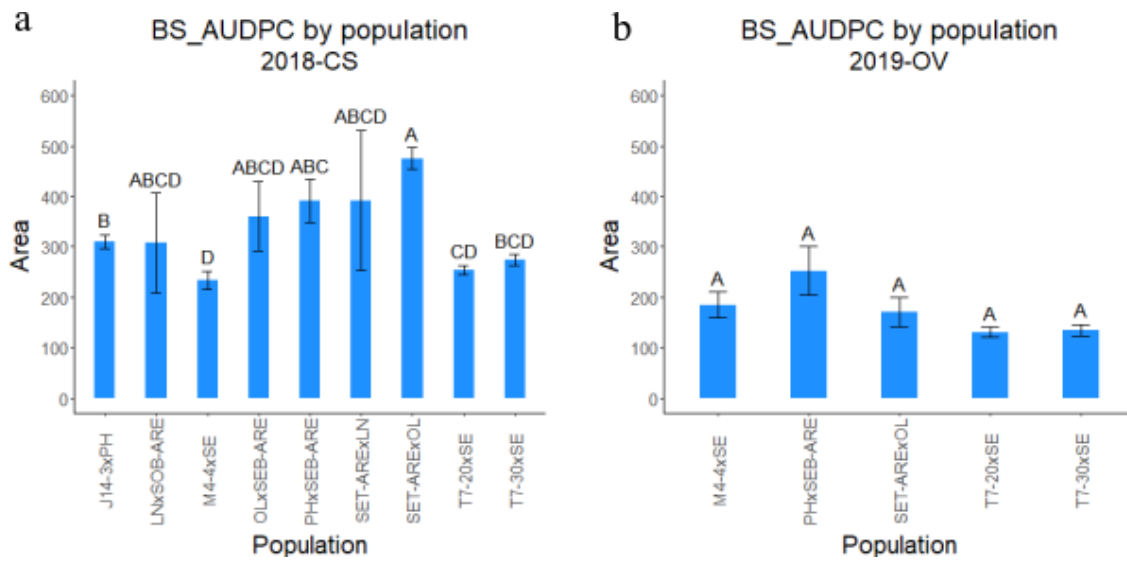 a
BS_AUDPC by population
2018-CS
600
500
400
300
200
100
0
Area
B
ABCD
D
ABCD
ABC
ABCD
A
CD
BCD
J14-3xPH
LNxSOB-ARE
M4-4xSE
OLxSEB-ARE
PHxSEB-ARE
SET-ARExLN
SET-ARExOL
T7-20xSE
T7-30xSE
Population
b
BS_AUDPC by population
2019-OV
600
500
400
300
200
100
0
Area
A
A
A
A
A
M4-4xSE
PHxSEB-ARE
SET-ARExOL
T7-20xSE
T7-30xSE
Population